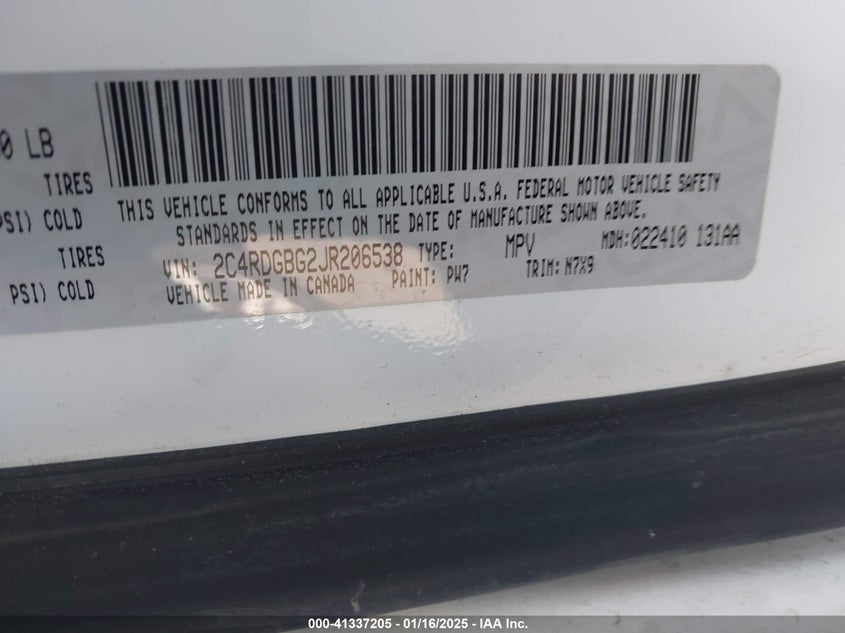 0 LB
TIRES
PSI) COLD
TIRES
PSI) COLD
THIS VEHICLE CONFORMS TO ALL APPLICABLE U.S.A. FEDERAL MOTOR VEHICLE SAFETY
STANDARDS IN EFFECT ON THE DATE OF MANUFACTURE SHOWN ABOVE.
VIN: 2C4RDGBG2JR206538 TYPE: MPV MDH:022410 131AA
VEHICLE MADE IN CANADA PAINT: PW7 TRIM: N7X9
000-41337205 - 01/16/2025 - IAA Inc.